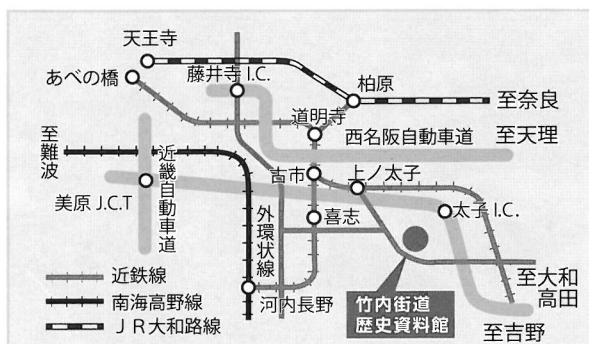 天王寺
あべの橋
藤井寺 I.C.
柏原
至奈良
道明寺
西名阪自動車道
至天理
至難波
近畿自動車道
古市
上ノ太子
美原 J.C.T
外環状線
喜志
太子 I.C.
近鉄線
南海高野線
JR大和路線
河内長野
竹内街道
歴史資料館
至大和
高田
至吉野